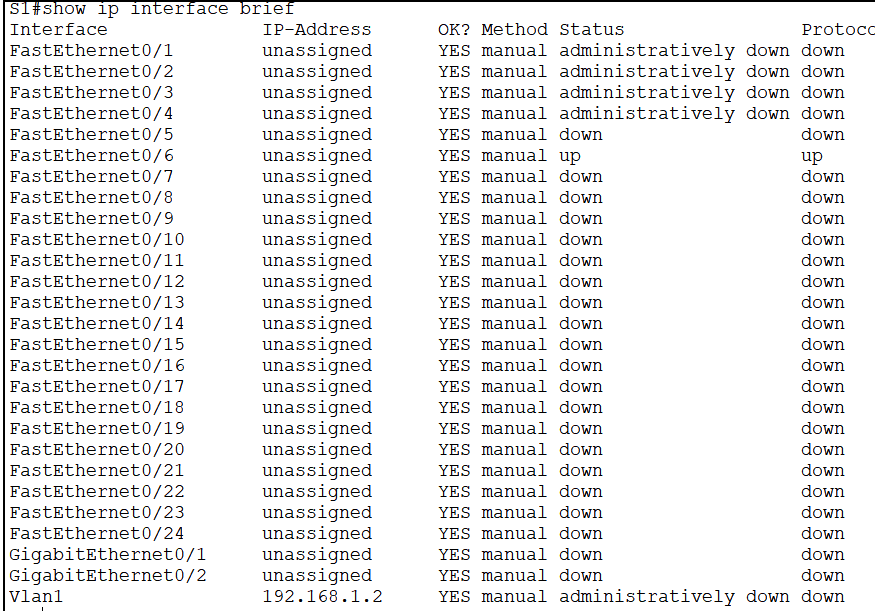 S1#show ip interface brief
Interface IP-Address OK? Method Status Protoco
FastEthernet0/1 unassigned YES manual administratively down down
FastEthernet0/2 unassigned YES manual administratively down down
FastEthernet0/3 unassigned YES manual administratively down down
FastEthernet0/4 unassigned YES manual administratively down down
FastEthernet0/5 unassigned YES manual down down
FastEthernet0/6 unassigned YES manual up up
FastEthernet0/7 unassigned YES manual down down
FastEthernet0/8 unassigned YES manual down down
FastEthernet0/9 unassigned YES manual down down
FastEthernet0/10 unassigned YES manual down down
FastEthernet0/11 unassigned YES manual down down
FastEthernet0/12 unassigned YES manual down down
FastEthernet0/13 unassigned YES manual down down
FastEthernet0/14 unassigned YES manual down down
FastEthernet0/15 unassigned YES manual down down
FastEthernet0/16 unassigned YES manual down down
FastEthernet0/17 unassigned YES manual down down
FastEthernet0/18 unassigned YES manual down down
FastEthernet0/19 unassigned YES manual down down
FastEthernet0/20 unassigned YES manual down down
FastEthernet0/21 unassigned YES manual down down
FastEthernet0/22 unassigned YES manual down down
FastEthernet0/23 unassigned YES manual down down
FastEthernet0/24 unassigned YES manual down down
GigabitEthernet0/1 unassigned YES manual down down
GigabitEthernet0/2 unassigned YES manual down down
Vlan1 192.168.1.2 YES manual administratively down down